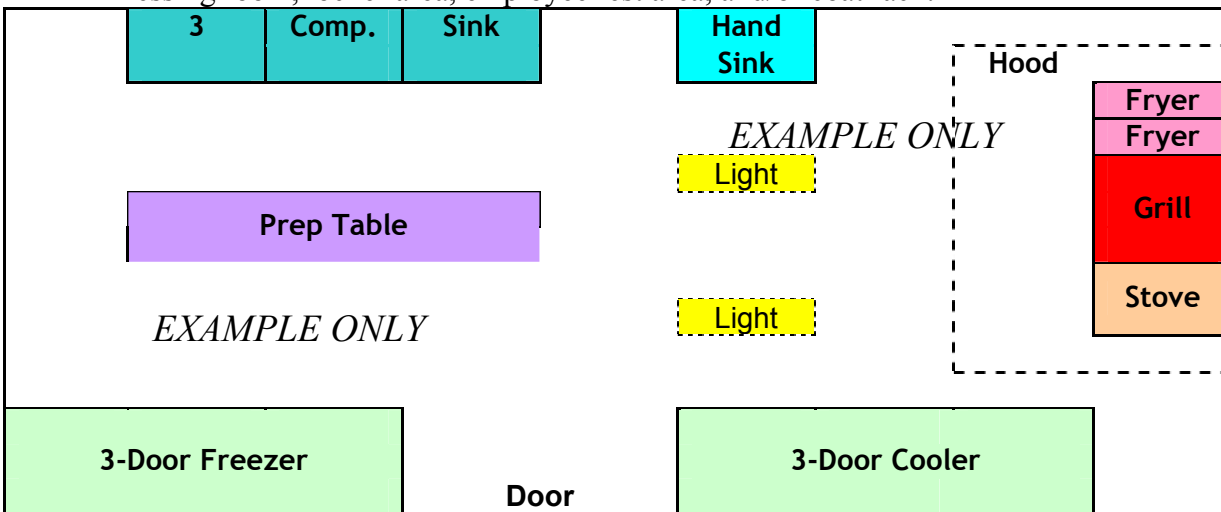 3 Comp. Sink
Hand
Sink
Hood
Fryer
EXAMPLE ONLY
Fryer
Light
Grill
Prep Table
Stove
Light
EXAMPLE ONLY
3-Door Freezer
3-Door Cooler
Door